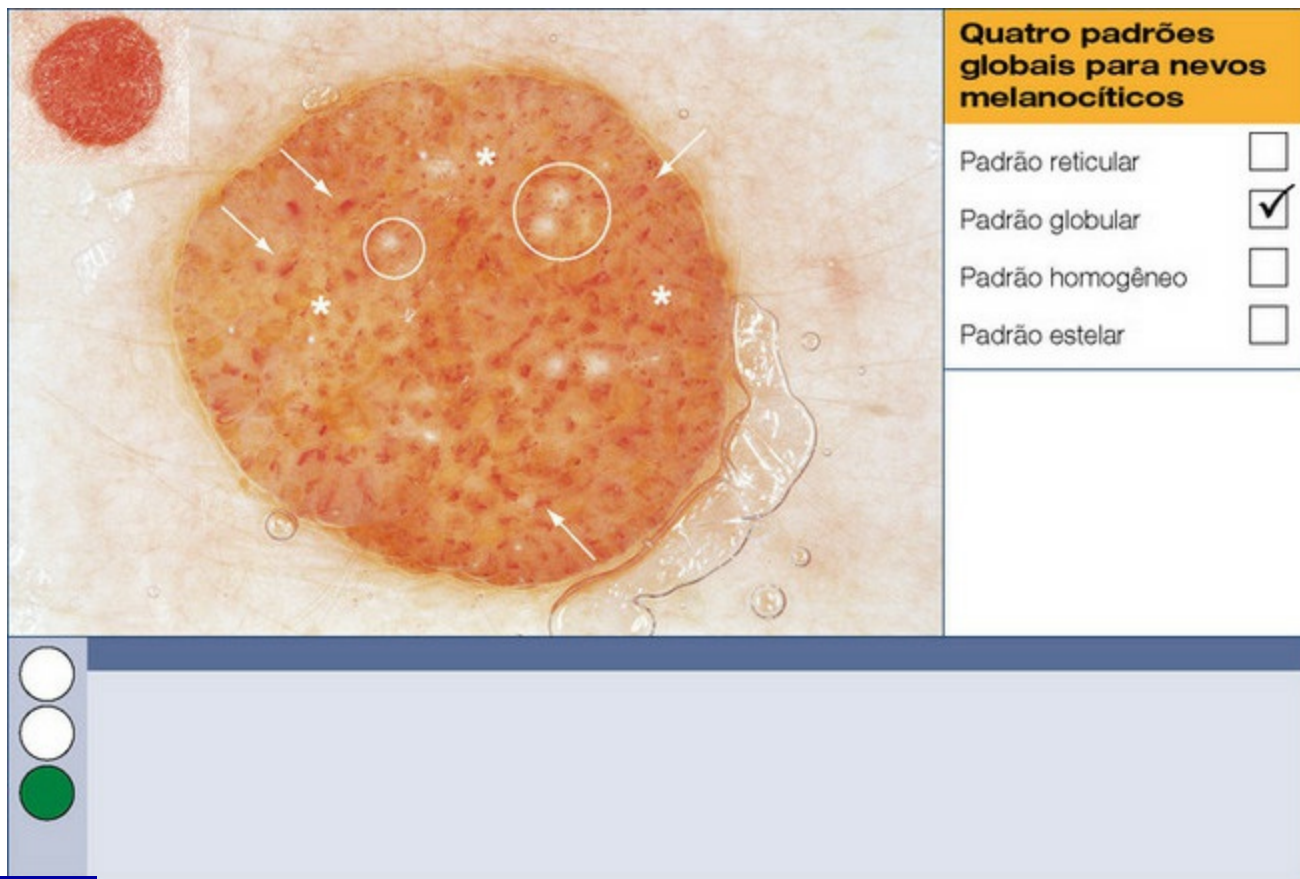 Quatro padrões
globais para nevos
melanocíticos
Padrão reticular
Padrão globular
Padrão homogêneo
Padrão estelar